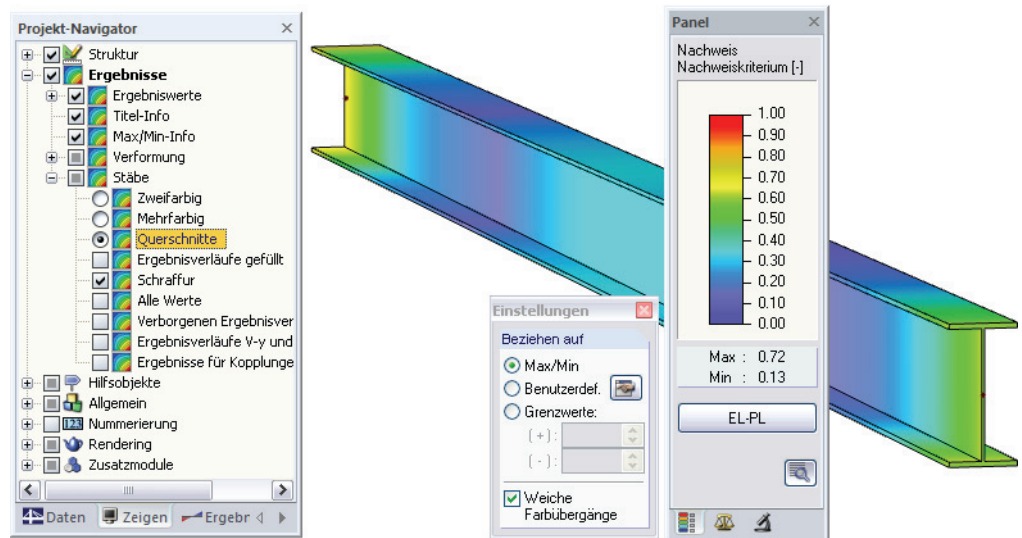 Projekt-Navigator
Struktur
Ergebnisse
Ergebniswerte
Titel-Info
Max/Min-Info
Verformung
Stäbe
Zweifarbig
Mehrfarbig
Querschnitte
Ergebnisverläufe gefüllt
Schraffur
Alle Werte
Verborgenen Ergebnisver
Ergebnisverläufe V-y und
Ergebnisse für Kopplunge
Hilfsobjekte
Allgemein
123 Nummerierung
Rendering
Zusatzmodule
Daten Zeigen Ergebr
Einstellungen
Beziehen auf
Max/Min
Benutzerdef.
Grenzwerte:
(+):
(-):
Weiche
Farbübergänge
Panel
Nachweis
Nachweiskriterium [-]
1.00
0.90
0.80
0.70
0.60
0.50
0.40
0.30
0.20
0.10
0.00
Max : 0.72
Min : 0.13
EL-PL